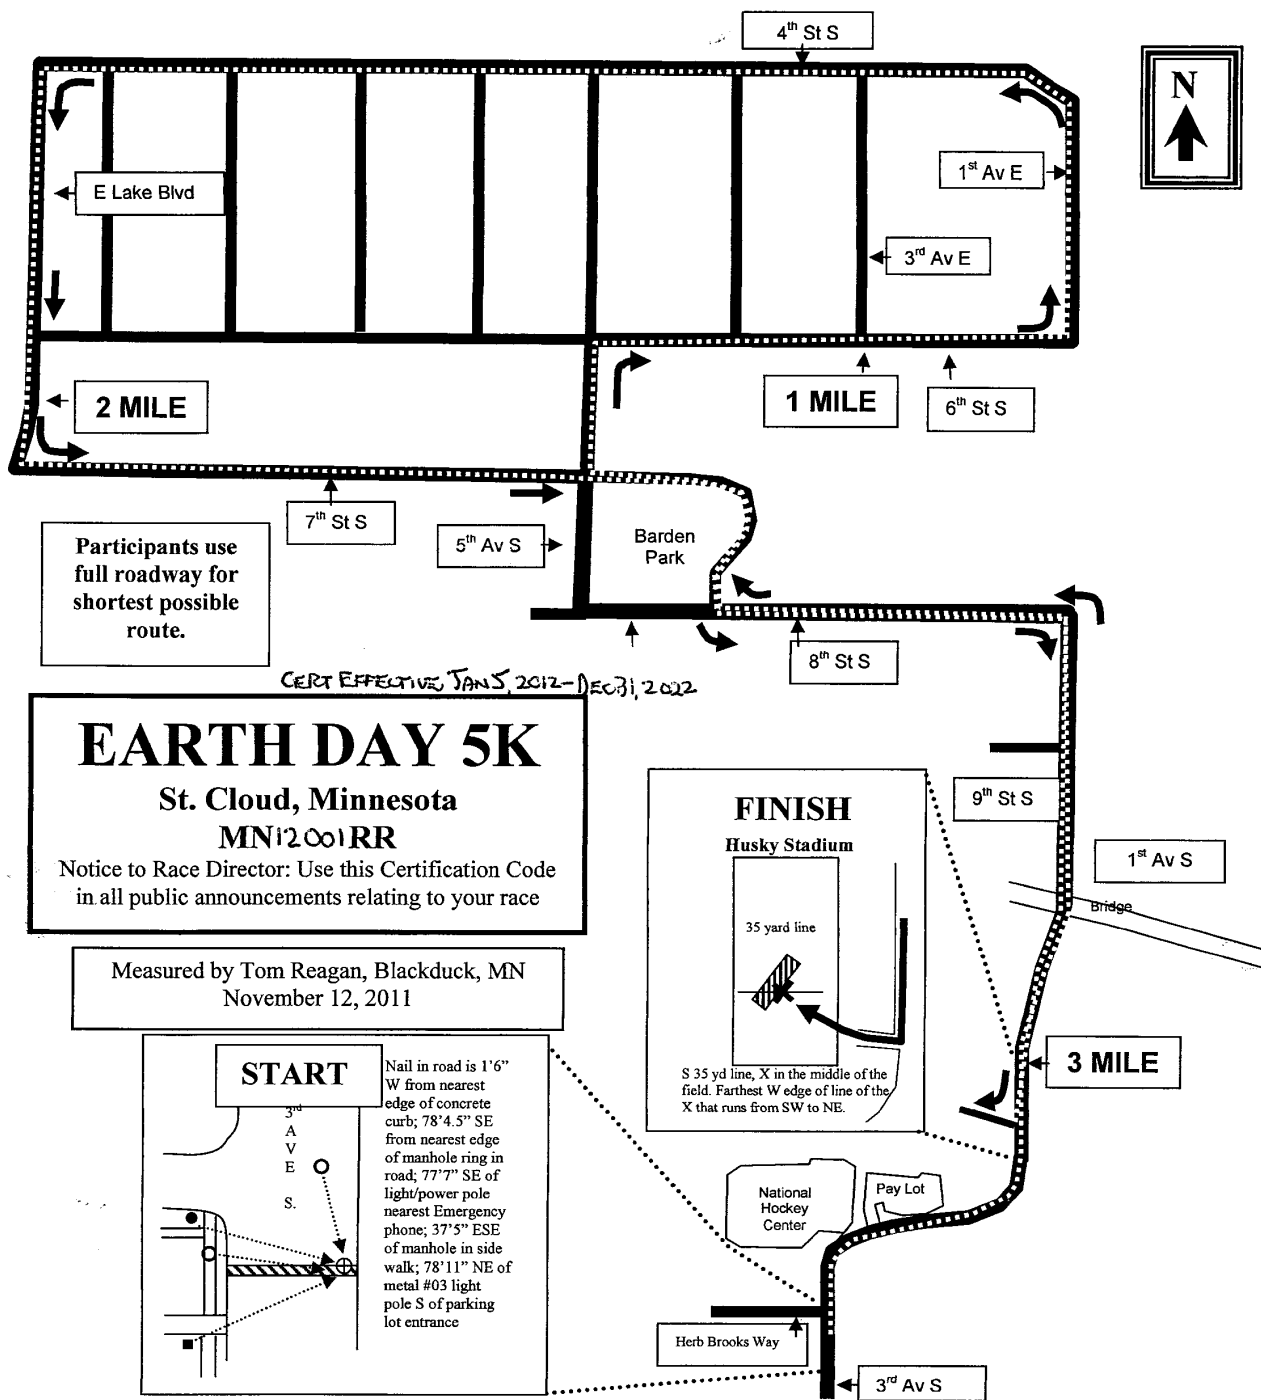 4th St S
N
E Lake Blvd
1st Av E
3rd Av E
2 MILE
1 MILE
6th St S
7th St S
5th Av S
Barden
Park
8th St S
Participants use
full roadway for
shortest possible
route.
CERT EFFECTIVE JAN 5, 2012 - DEC 31, 2022
EARTH DAY 5K
St. Cloud, Minnesota
MN12001RR
Notice to Race Director: Use this Certification Code
in all public announcements relating to your race
Measured by Tom Reagan, Blackduck, MN
November 12, 2011
9th St S
1st Av S
Bridge
FINISH
Husky Stadium
35 yard line
S 35 yd line, X in the middle of the
field. Farthest W edge of line of the
X that runs from SW to NE.
3 MILE
START
3rd
A
V
E
S.
Nail in road is 1'6"
W from nearest
edge of concrete
curb; 78'4.5" SE
from nearest edge
of manhole ring in
road; 77'7" SE of
light/power pole
nearest Emergency
phone; 37'5" ESE
of manhole in side
walk; 78'11" NE of
metal #03 light
pole S of parking
lot entrance
National
Hockey
Center
Pay Lot
Herb Brooks Way
3rd Av S